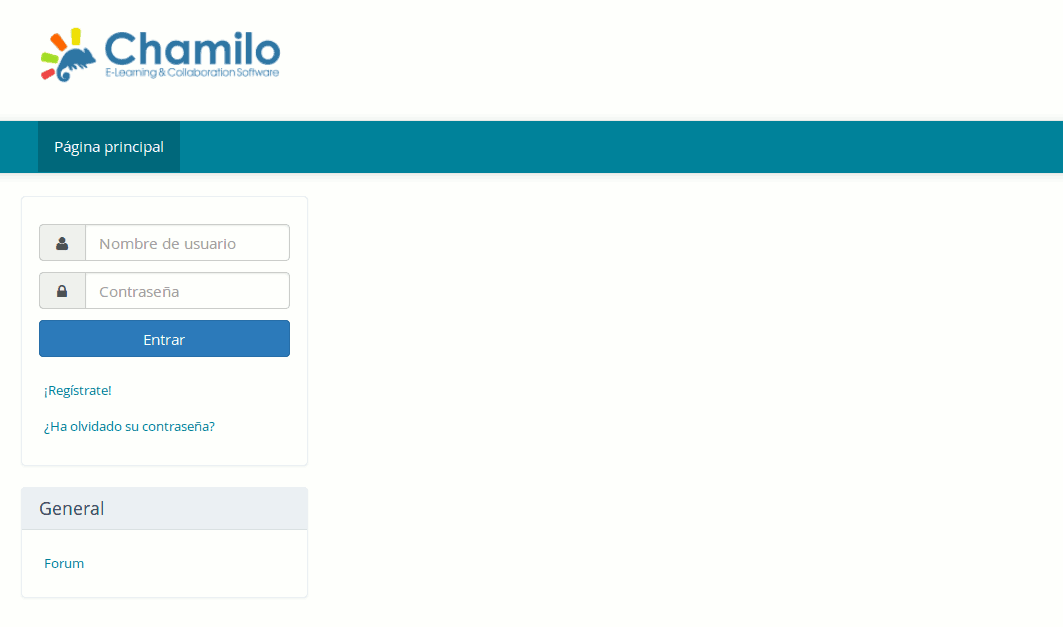 Chamilo
E-Learning & Collaboration Software
Página principal
Nombre de usuario
Contraseña
Entrar
¡Regístrate!
¿Ha olvidado su contraseña?
General
Forum